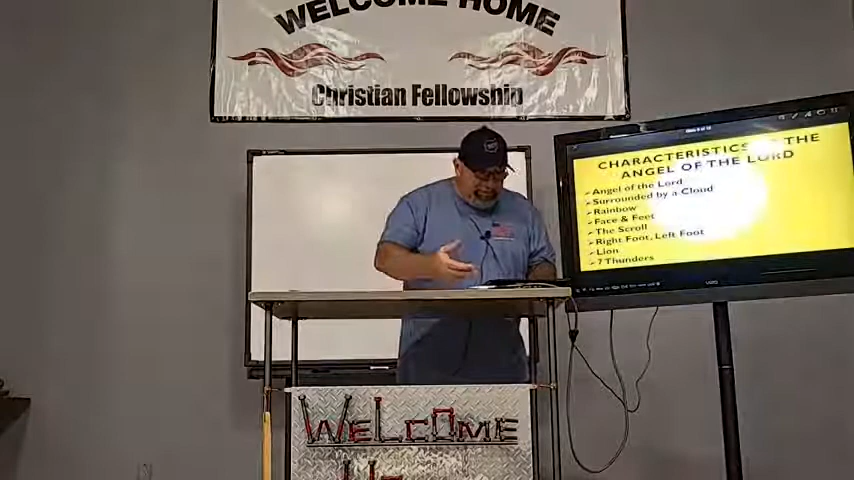 WELCOME HOME
Christian Fellowship
CHARACTERISTICS OF THE
ANGEL OF THE LORD
➢Angel of the Lord
➢Surrounded by a Cloud
➢Rainbow
➢Face & Feet
➢The Scroll
➢Right Foot, Left Foot
➢Lion
➢7 Thunders
WELCOME